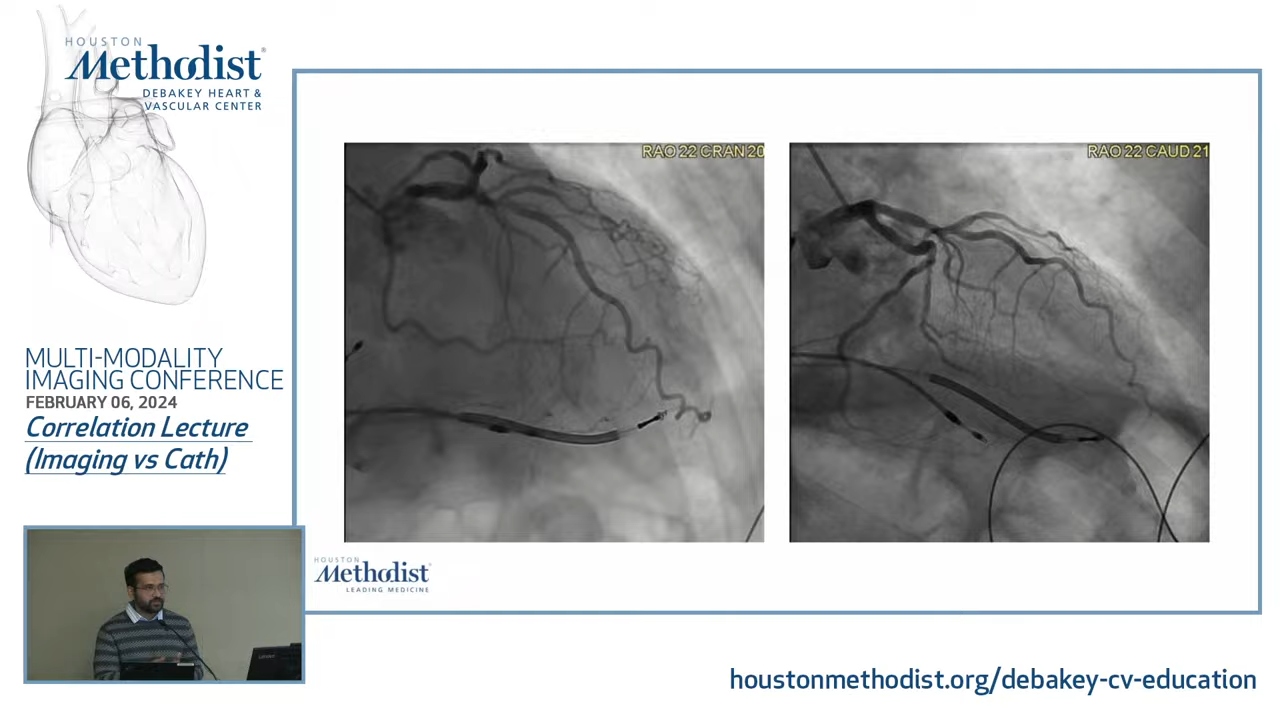 HOUSTON
Methodist®
DEBAKEY HEART &
VASCULAR CENTER
MULTI-MODALITY
IMAGING CONFERENCE
FEBRUARY 06, 2024
Correlation Lecture
(Imaging vs Cath)
RAO 22 CRAN 20
RAO 22 CAUD 21
HOUSTON
Methodist
LEADING MEDICINE
Lenovo
houstonmethodist.org/debakey-cv-education